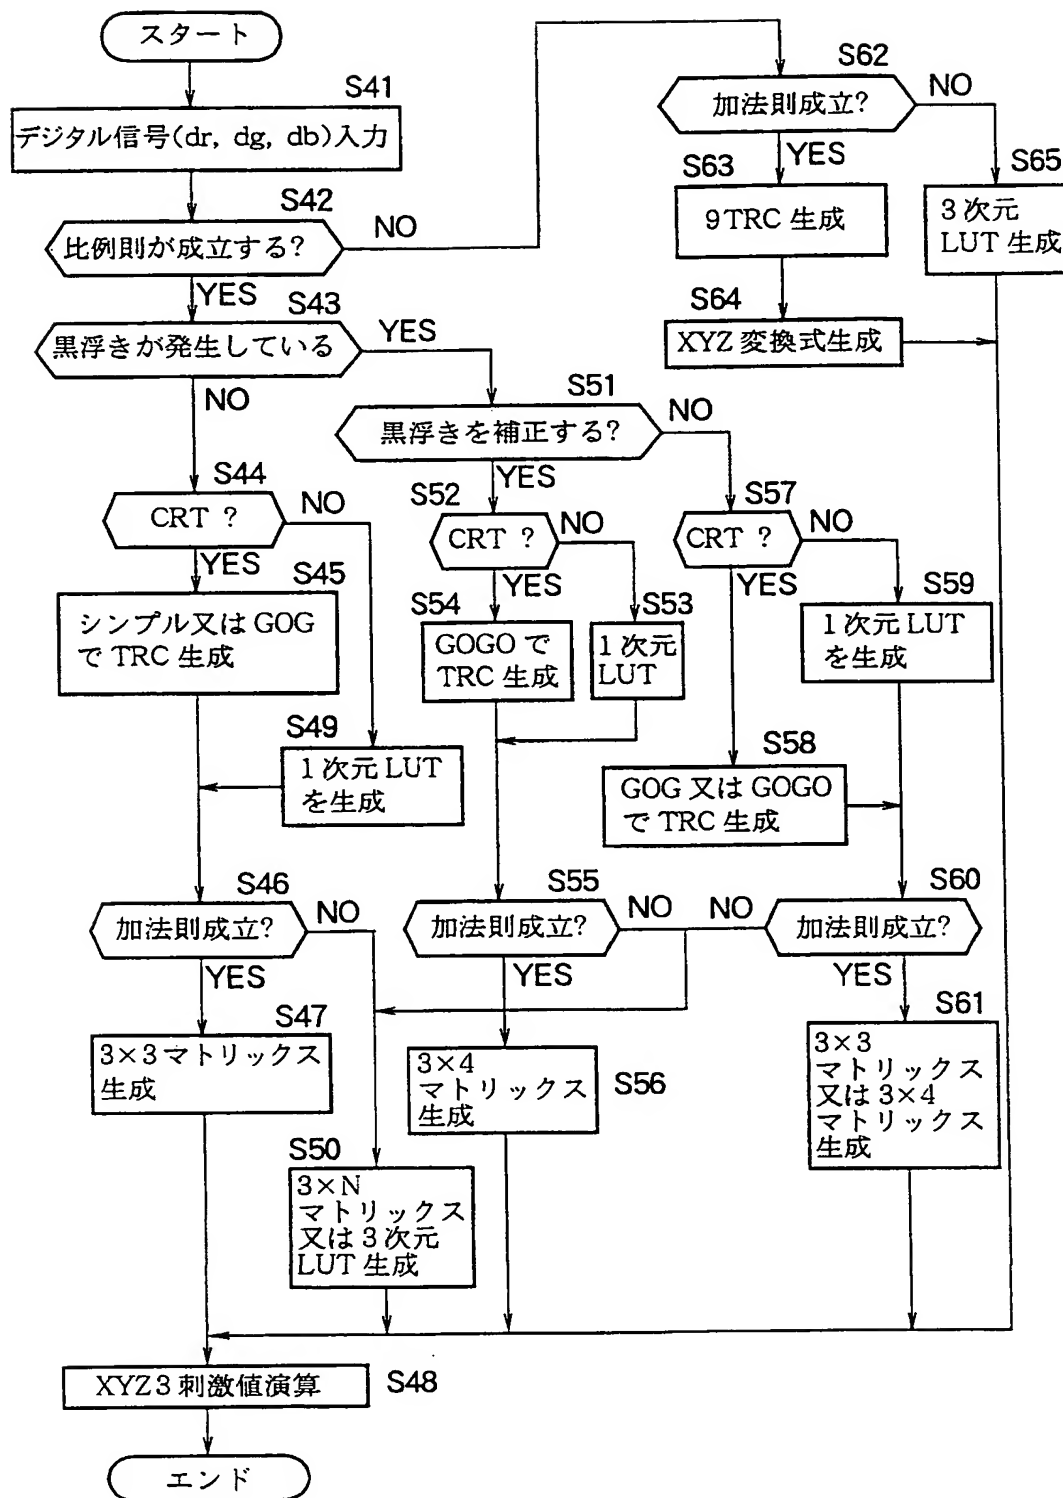 スタート
S41
デジタル信号(dr, dg, db)入力
S42
比例則が成立する?
NO
YES
S43
黒浮きが発生している
YES
NO
S62
加法則成立?
NO
YES
S63
9TRC 生成
S65
3次元
LUT 生成
S64
XYZ 変換式生成
S51
黒浮きを補正する?
NO
YES
S44
CRT ?
NO
YES
S45
シンプル又は GOG
で TRC 生成
S49
1次元 LUT
を生成
S52
CRT ?
NO
YES
S54
GOGO で
TRC 生成
S53
1次元
LUT
S57
CRT ?
NO
YES
S59
1次元 LUT
を生成
S58
GOG 又は GOGO
で TRC 生成
S46
加法則成立?
NO
YES
S55
加法則成立?
NO
YES
S60
NO
加法則成立?
YES
S47
3×3マトリックス
生成
S50
3×N
マトリックス
又は3次元
LUT 生成
3×4
マトリックス
生成
S56
S61
3×3
マトリックス
又は3×4
マトリックス
生成
XYZ3刺激値演算
S48
エンド